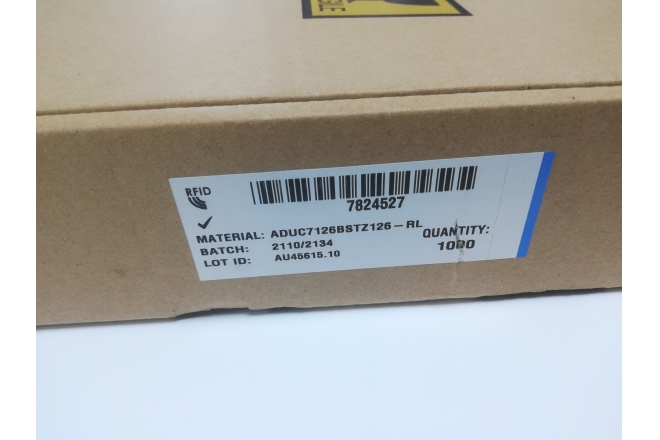 RFID
7824527
MATERIAL: ADUC7126BSTZ126-RL
BATCH: 2110/2134
QUANTITY:
1000
LOT ID: AU45615.10